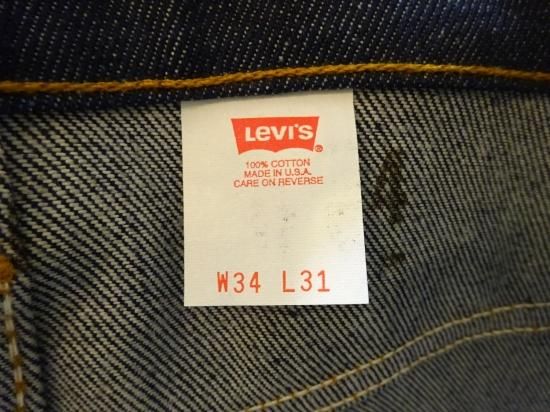 LEVI'S
®
100% COTTON
MADE IN U.S.A.
CARE ON REVERSE
W34 L31